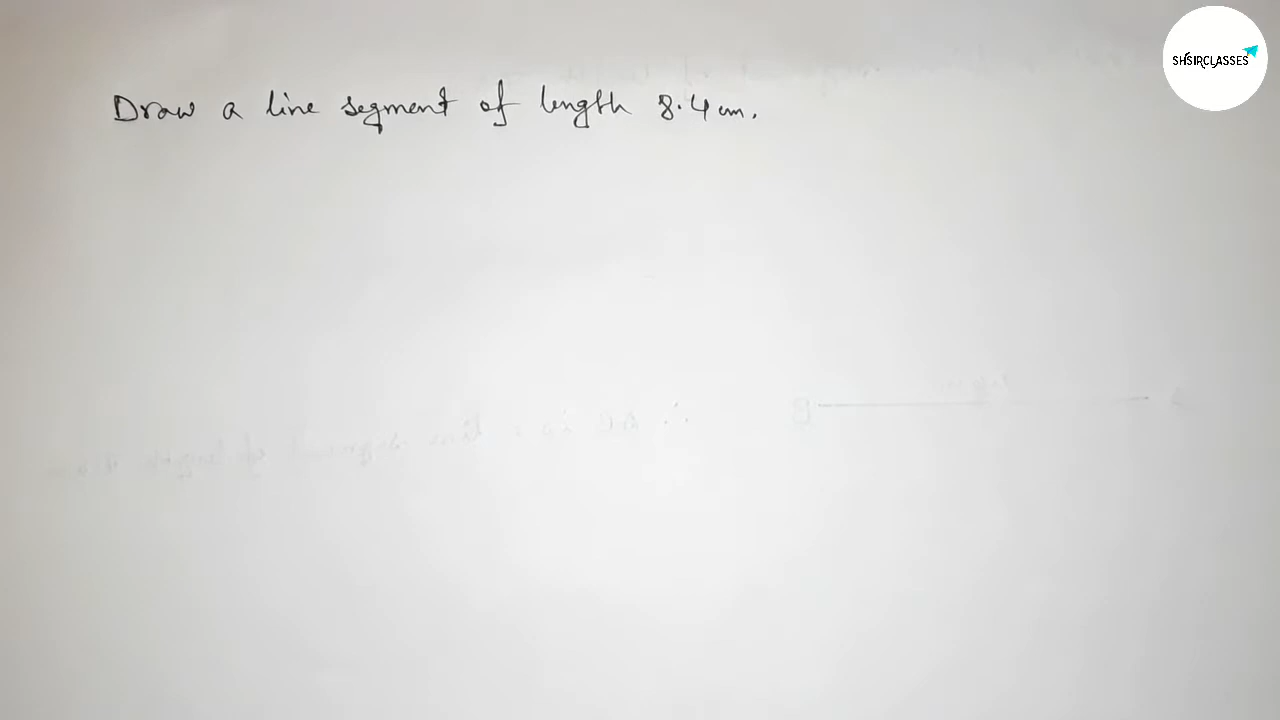 Draw a line segment of length 8.4 cm.
SHSIRCLASSES